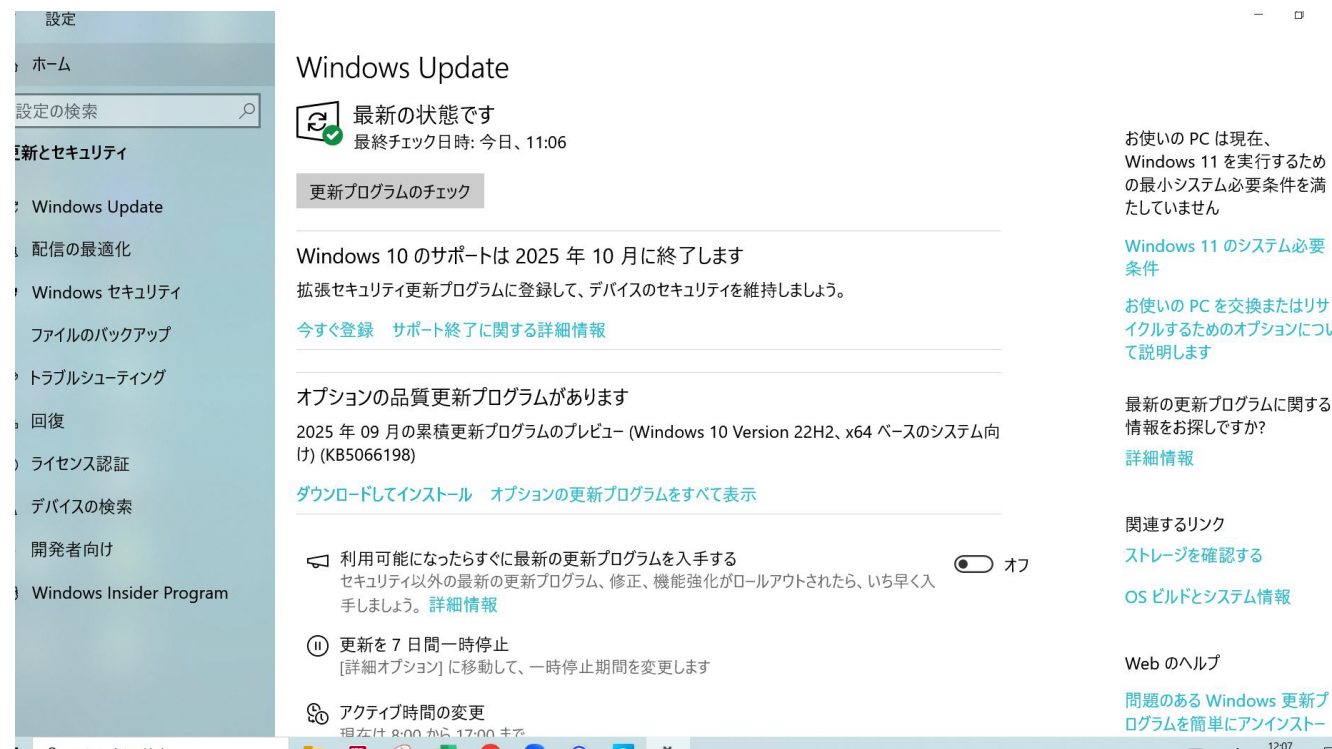 設定
ホーム
設定の検索
更新とセキュリティ
Windows Update
配信の最適化
Windows セキュリティ
ファイルのバックアップ
トラブルシューティング
回復
ライセンス認証
デバイスの検索
開発者向け
Windows Insider Program
Windows Update
最新の状態です
最終チェック日時: 今日、11:06
更新プログラムのチェック
Windows 10 のサポートは 2025 年 10 月に終了します
拡張セキュリティ更新プログラムに登録して、デバイスのセキュリティを維持しましょう。
今すぐ登録 サポート終了に関する詳細情報
オプションの品質更新プログラムがあります
2025 年 09 月の累積更新プログラムのプレビュー (Windows 10 Version 22H2、x64 ベースのシステム向
け) (KB5066198)
ダウンロードしてインストール オプションの更新プログラムをすべて表示
利用可能になったらすぐに最新の更新プログラムを入手する
オフ
セキュリティ以外の最新の更新プログラム、修正、機能強化がロールアウトされたら、いち早く入
手しましょう。 詳細情報
更新を 7 日間一時停止
[詳細オプション] に移動して、一時停止期間を変更します
アクティブ時間の変更
現在は 8:00 から 17:00 まで
お使いの PC は現在、
Windows 11 を実行するため
の最小システム必要条件を満
たしていません
Windows 11 のシステム必要
条件
お使いの PC を交換またはリサ
イクルするためのオプションについ
て説明します
最新の更新プログラムに関する
情報をお探しですか?
詳細情報
関連するリンク
ストレージを確認する
OS ビルドとシステム情報
Web のヘルプ
問題のある Windows 更新プ
ログラムを簡単にアンインストー
12:07